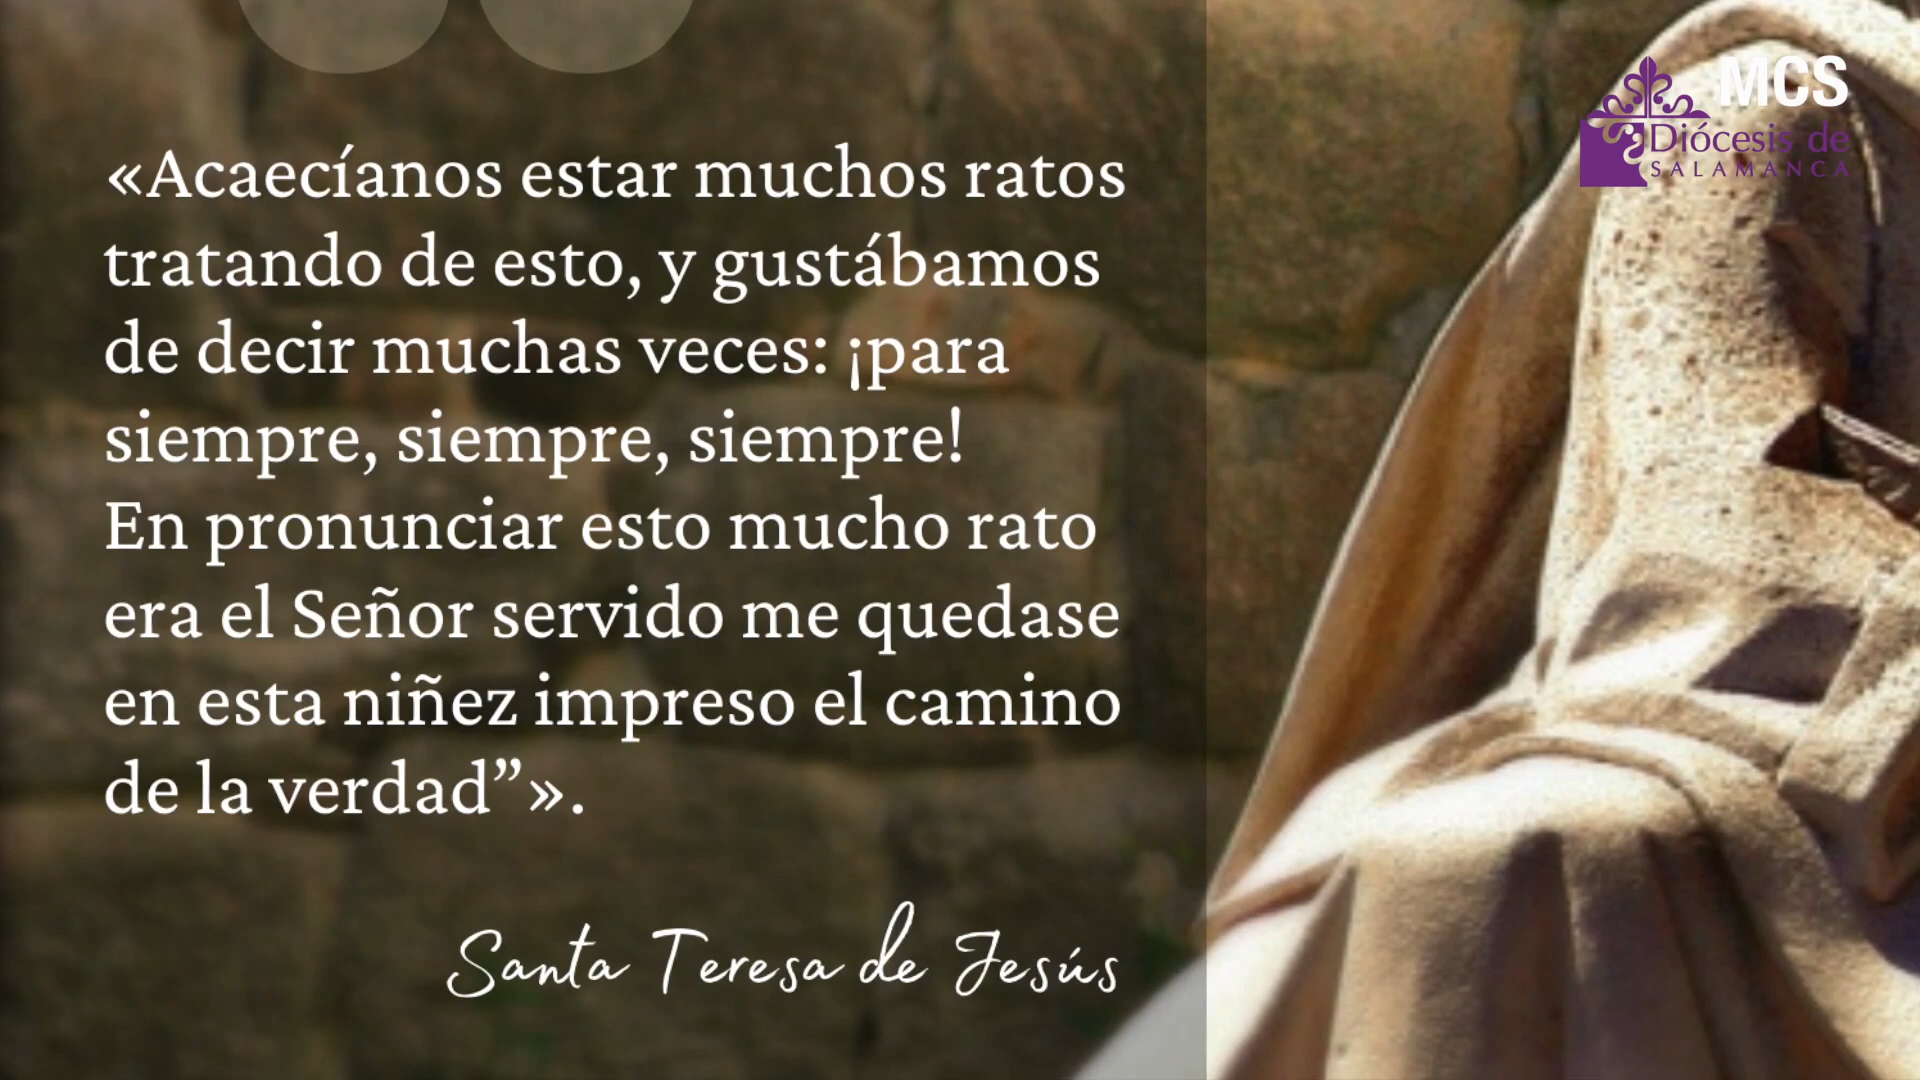 «Acaecíanos estar muchos ratos
tratando de esto, y gustábamos
de decir muchas veces: ¡para
siempre, siempre, siempre!
En pronunciar esto mucho rato
era el Señor servido me quedase
en esta niñez impreso el camino
de la verdad”».
Santa Teresa de Jesús
MCS
Diócesis de
SALAMANCA